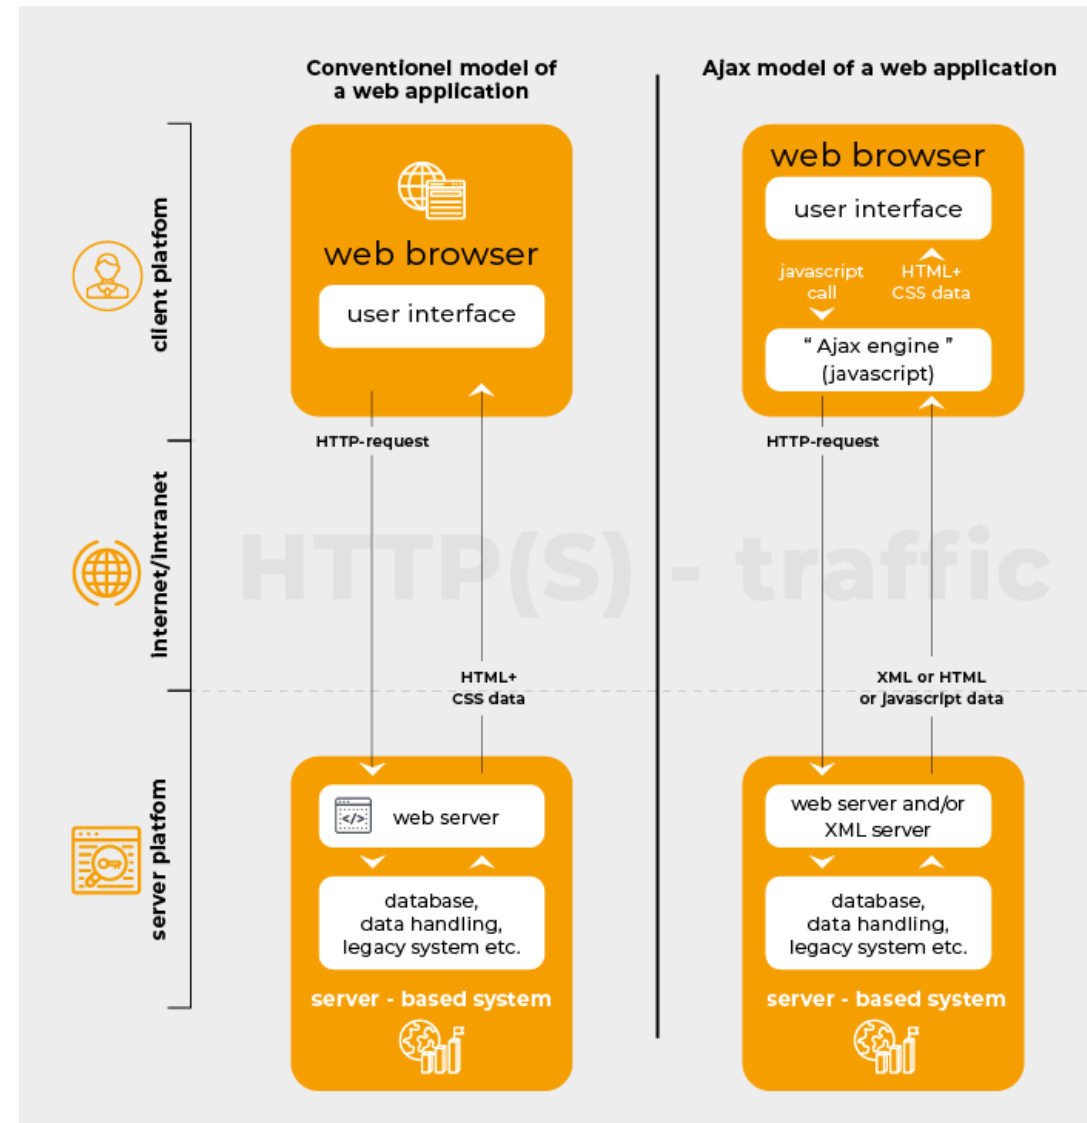 Conventionel model of
a web application
Ajax model of a web application
client platfom
Internet/Intranet
server platfom
web browser
user interface
HTTP-request
HTML+
CSS data
</>
web server
database,
data handling,
legacy system etc.
server - based system
web browser
user interface
javascript
call
HTML+
CSS data
“ Ajax engine ”
(javascript)
HTTP-request
HTTP(S) - traffic
XML or HTML
or javascript data
web server and/or
XML server
database,
data handling,
legacy system etc.
server - based system